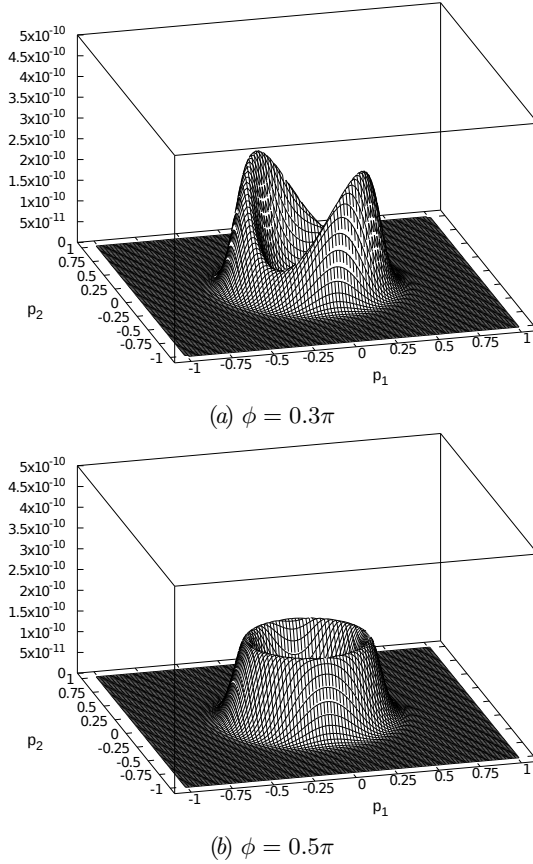 5x10⁻¹⁰
4.5x10⁻¹⁰
4x10⁻¹⁰
3.5x10⁻¹⁰
3x10⁻¹⁰
2.5x10⁻¹⁰
2x10⁻¹⁰
1.5x10⁻¹⁰
1x10⁻¹⁰
5x10⁻¹¹
0
1
0.75
0.5
0.25
0
-0.25
-0.5
-0.75
-1
p₂
-1 -0.75 -0.5 -0.25 0 0.25 0.5 0.75 1
p₁
(a) ϕ = 0.3π
5x10⁻¹⁰
4.5x10⁻¹⁰
4x10⁻¹⁰
3.5x10⁻¹⁰
3x10⁻¹⁰
2.5x10⁻¹⁰
2x10⁻¹⁰
1.5x10⁻¹⁰
1x10⁻¹⁰
5x10⁻¹¹
0
1
0.75
0.5
0.25
0
-0.25
-0.5
-0.75
-1
p₂
-1 -0.75 -0.5 -0.25 0 0.25 0.5 0.75 1
p₁
(b) ϕ = 0.5π